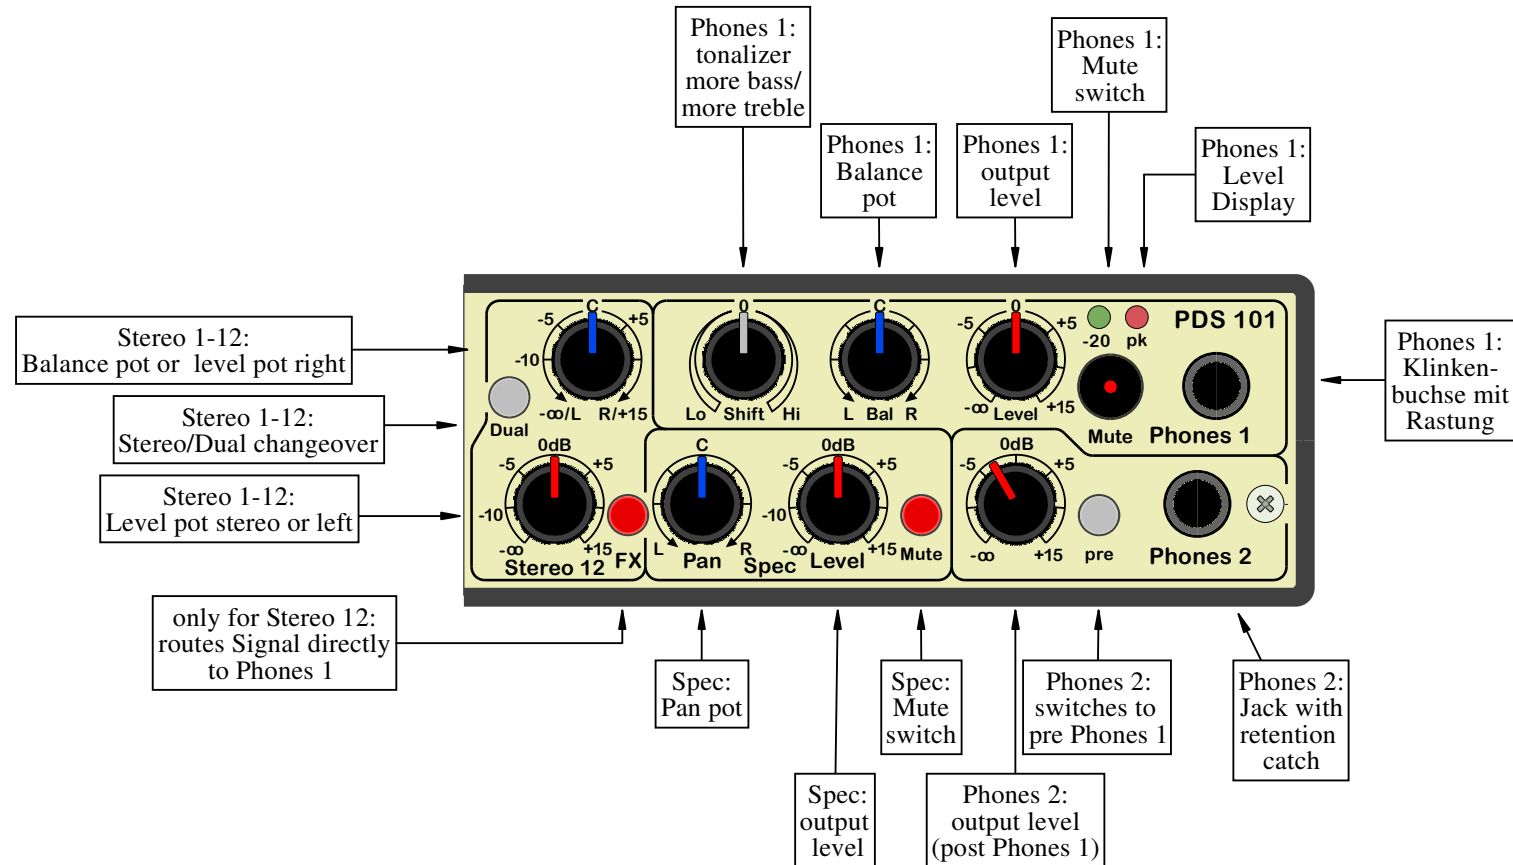 Phones 1:
tonalizer
more bass/
more treble
Phones 1:
Balance
pot
Phones 1:
output
level
Phones 1:
Mute
switch
Phones 1:
Level
Display
Stereo 1-12:
Balance pot or level pot right
Stereo 1-12:
Stereo/Dual changeover
Stereo 1-12:
Level pot stereo or left
Phones 1:
Klinken-
buchse mit
Rastung
C
-5 +5
-10
-∞/L R/+15
Dual
0
Lo Shift Hi
C
L Bal R
0
-5 +5
-10
-∞ Level +15
-20 pk
Mute
PDS 101
Phones 1
0dB
-5 +5
-10
-∞ +15
Stereo 12 FX
C
L Pan R
Spec
0dB
-5 +5
-10
-∞ Level +15
Mute
0dB
-5 +5
-10
-∞ +15
pre
Phones 2
only for Stereo 12:
routes Signal directly
to Phones 1
Spec:
Pan pot
Spec:
output
level
Spec:
Mute
switch
Phones 2:
output level
(post Phones 1)
Phones 2:
switches to
pre Phones 1
Phones 2:
Jack with
retention
catch